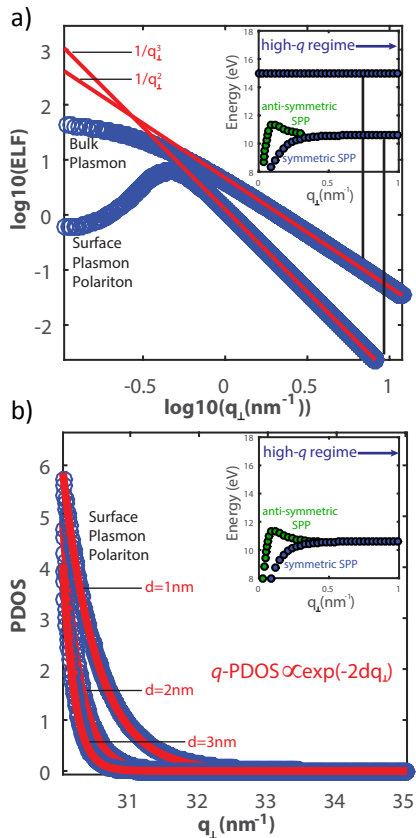 a)
3
2
1
0
-1
-2
log10(ELF)
1/q⊥³
1/q⊥²
Bulk
Plasmon
Surface
Plasmon
Polariton
-0.5
0.0
0.5
1.0
log10(q⊥(nm⁻¹))
18
16
14
12
10
8
Energy (eV)
high-q regime
anti-symmetric
SPP
symmetric SPP
0
0.5
1
q⊥(nm⁻¹)
b)
6
5
4
3
2
1
0
PDOS
Surface
Plasmon
Polariton
d=1nm
d=2nm
d=3nm
q-PDOS∝exp(-2dq⊥)
31
32
33
34
35
q⊥(nm⁻¹)
18
16
14
12
10
8
Energy (eV)
high-q regime
anti-symmetric
SPP
symmetric SPP
0
0.5
1
q⊥(nm⁻¹)